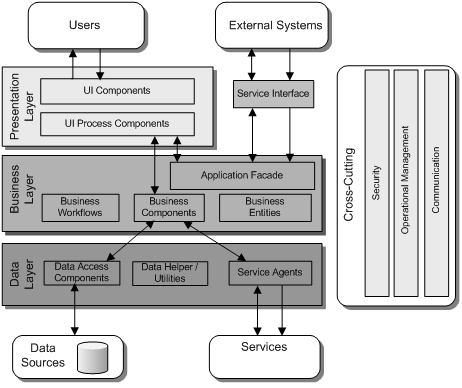 Users
External Systems
Presentation
Layer
UI Components
UI Process Components
Service Interface
Business
Layer
Application Facade
Business
Workflows
Business
Components
Business
Entities
Data
Layer
Data Access
Components
Data Helper /
Utilities
Service Agents
Data
Sources
Services
Cross-Cutting
Security
Operational Management
Communication